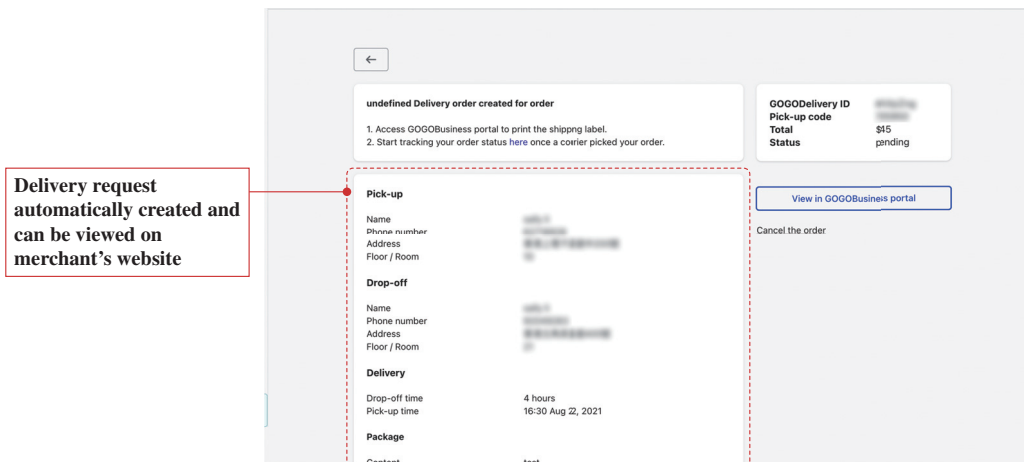 ←
undefined Delivery order created for order
1. Access GOGOBusiness portal to print the shippng label.
2. Start tracking your order status here once a courier picked your order.
GOGODelivery ID
Pick-up code
Total $45
Status pending
Delivery request
automatically created and
can be viewed on
merchant's website
View in GOGOBusiness portal
Cancel the order
Pick-up
Name
Phone number
Address
Floor / Room
Drop-off
Name
Phone number
Address
Floor / Room
Delivery
Drop-off time 4 hours
Pick-up time 16:30 Aug 22, 2021
Package
Content test